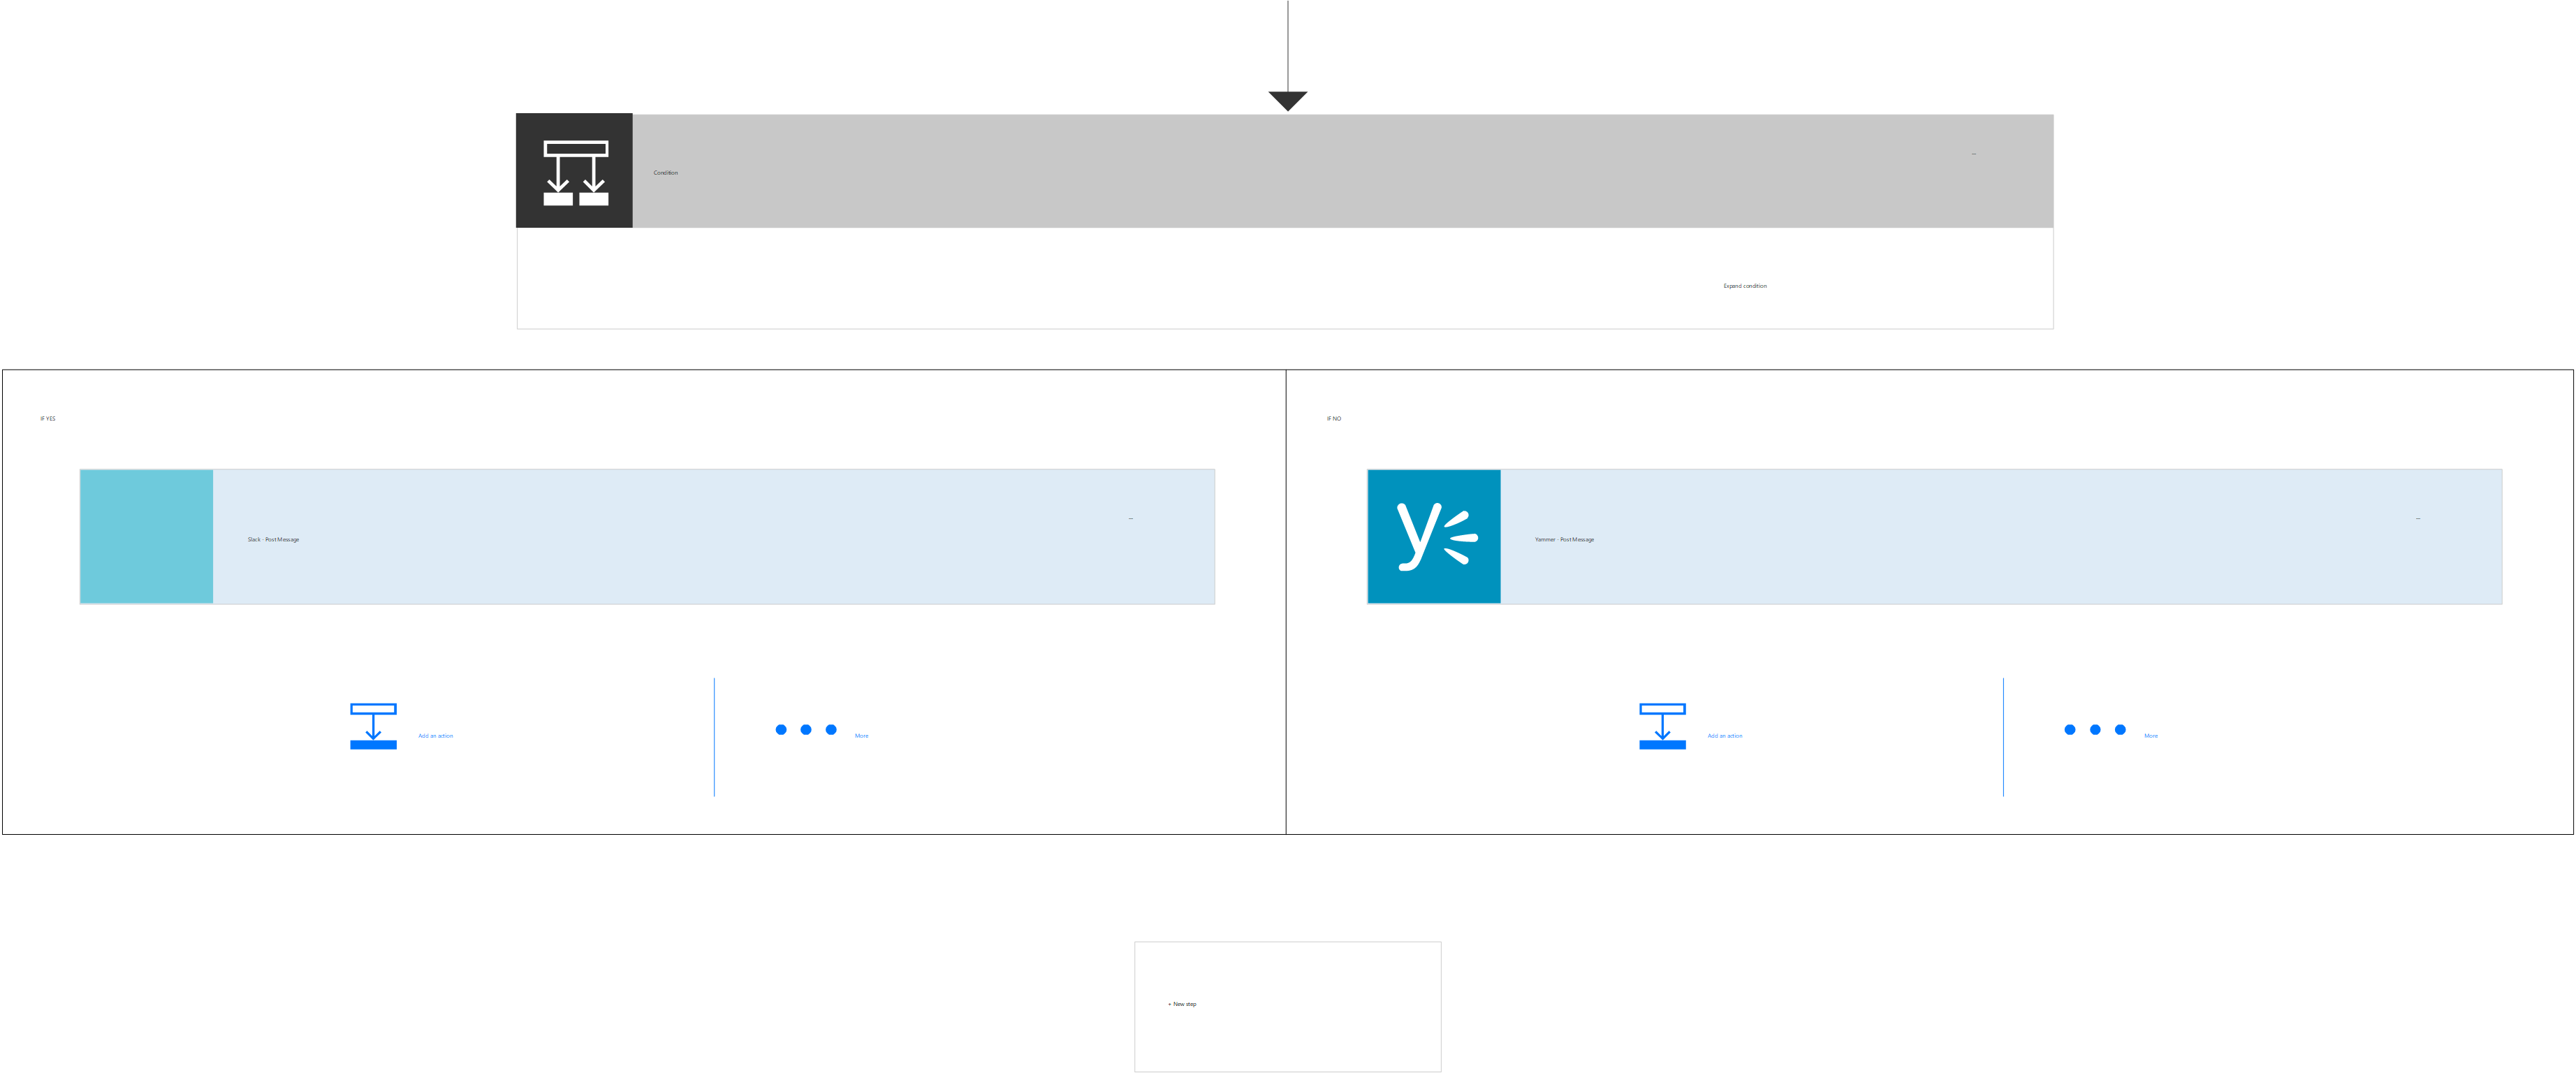 Condition
...
Expand condition
IF YES
IF NO
Slack - Post Message
...
Yammer - Post Message
...
Add an action
More
Add an action
More
+ New step